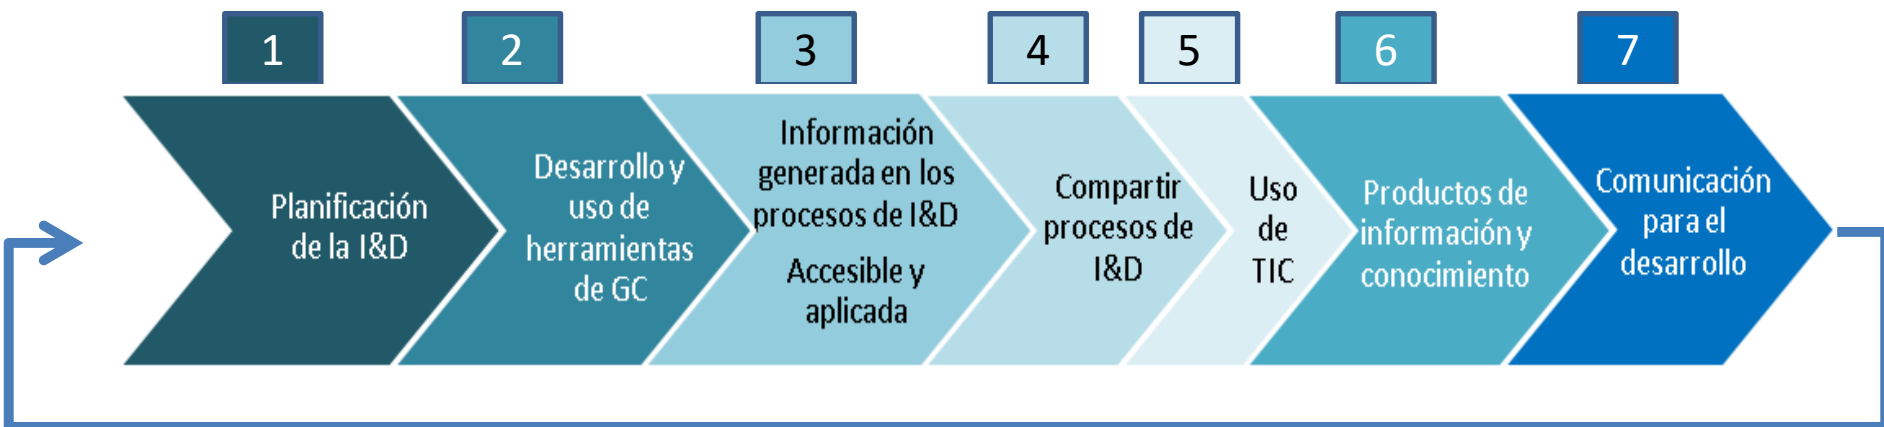 1
2
3
4
5
6
7
Planificación
de la I&D
Desarrollo y
uso de
herramientas
de GC
Información
generada en los
procesos de I&D
Accesible y
aplicada
Compartir
procesos de
I&D
Uso
de
TIC
Productos de
información y
conocimiento
Comunicación
para el
desarrollo